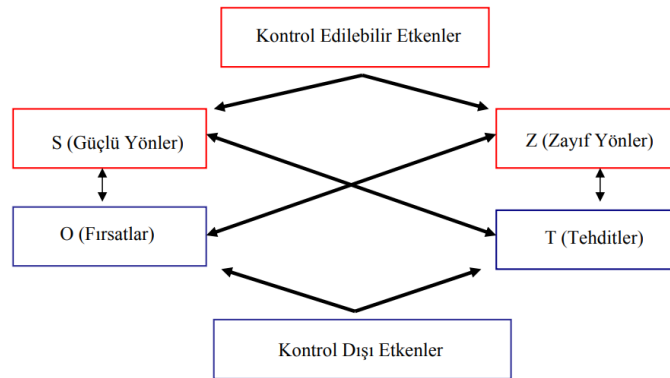 Kontrol Edilebilir Etkenler
S (Güçlü Yönler)
Z (Zayıf Yönler)
O (Fırsatlar)
T (Tehditler)
Kontrol Dışı Etkenler